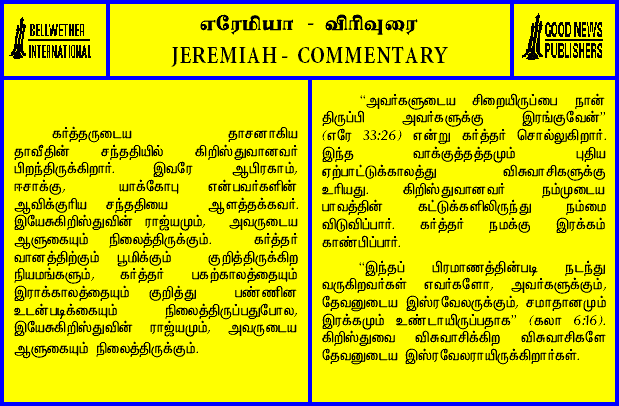 BELLWETHER
INTERNATIONAL
எரேமியா - விரிவுரை
JEREMIAH - COMMENTARY
GOOD NEWS
PUBLISHERS
கர்த்தருடைய தாசனாகிய
தாவீதின் சந்ததியில் கிறிஸ்துவானவர்
பிறந்திருக்கிறார். இவரே ஆபிரகாம்,
ஈசாக்கு, யாக்கோபு என்பவர்களின்
ஆவிக்குரிய சந்ததியை ஆளத்தக்கவர்.
இயேசுகிறிஸ்துவின் ராஜ்யமும், அவருடைய
ஆளுகையும் நிலைத்திருக்கும். கர்த்தர்
வானத்திற்கும் பூமிக்கும் குறித்திருக்கிற
நியமங்களும், கர்த்தர் பகற்காலத்தையும்
இராக்காலத்தையும் குறித்து பண்ணின
உடன்படிக்கையும் நிலைத்திருப்பதுபோல,
இயேசுகிறிஸ்துவின் ராஜ்யமும், அவருடைய
ஆளுகையும் நிலைத்திருக்கும்.
“அவர்களுடைய சிறையிருப்பை நான்
திருப்பி அவர்களுக்கு இரங்குவேன்”
(எரே 33:26) என்று கர்த்தர் சொல்லுகிறார்.
இந்த வாக்குத்தத்தமும் புதிய
ஏற்பாட்டுக்காலத்து விசுவாசிகளுக்கு
உரியது. கிறிஸ்துவானவர் நம்முடைய
பாவத்தின் கட்டுக்களிலிருந்து நம்மை
விடுவிப்பார். கர்த்தர் நமக்கு இரக்கம்
காண்பிப்பார்.
“இந்தப் பிரமாணத்தின்படி நடந்து
வருகிறவர்கள் எவர்களோ, அவர்களுக்கும்,
தேவனுடைய இஸ்ரவேலருக்கும், சமாதானமும்
இரக்கமும் உண்டாயிருப்பதாக” (கலா 6:16).
கிறிஸ்துவை விசுவாசிக்கிற விசுவாசிகளே
தேவனுடைய இஸ்ரவேலராயிருக்கிறார்கள்.